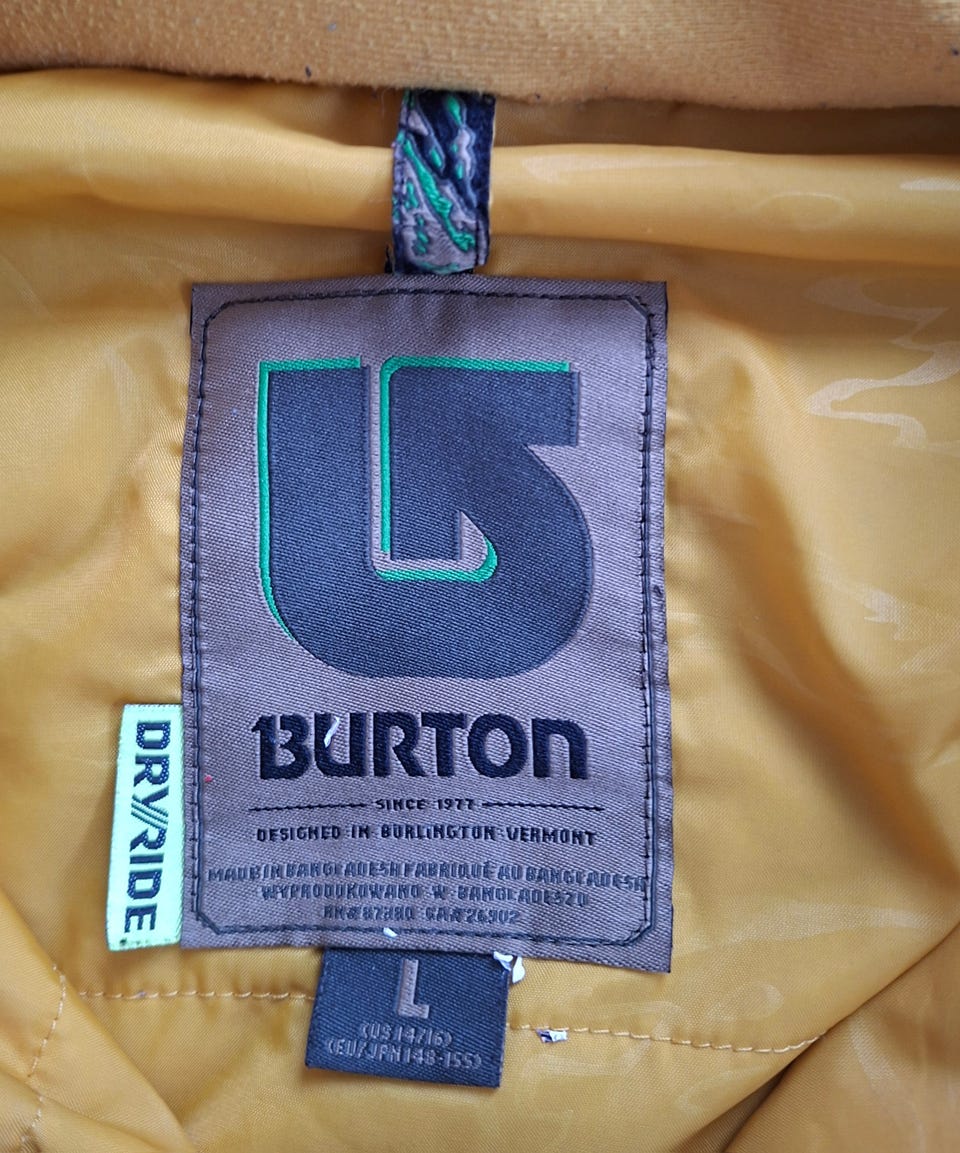 BURTON
SINCE 1977
DESIGNED IN BURLINGTON VERMONT
MADE IN BANGLADESH FABRIQUÉ AU BANGLADESH
WYPRODUKOWANO W BANGLADESZU
RN#87380 CA#26902
DRY//RIDE
L
(US 14/16)
(EU/JPN 148-155)